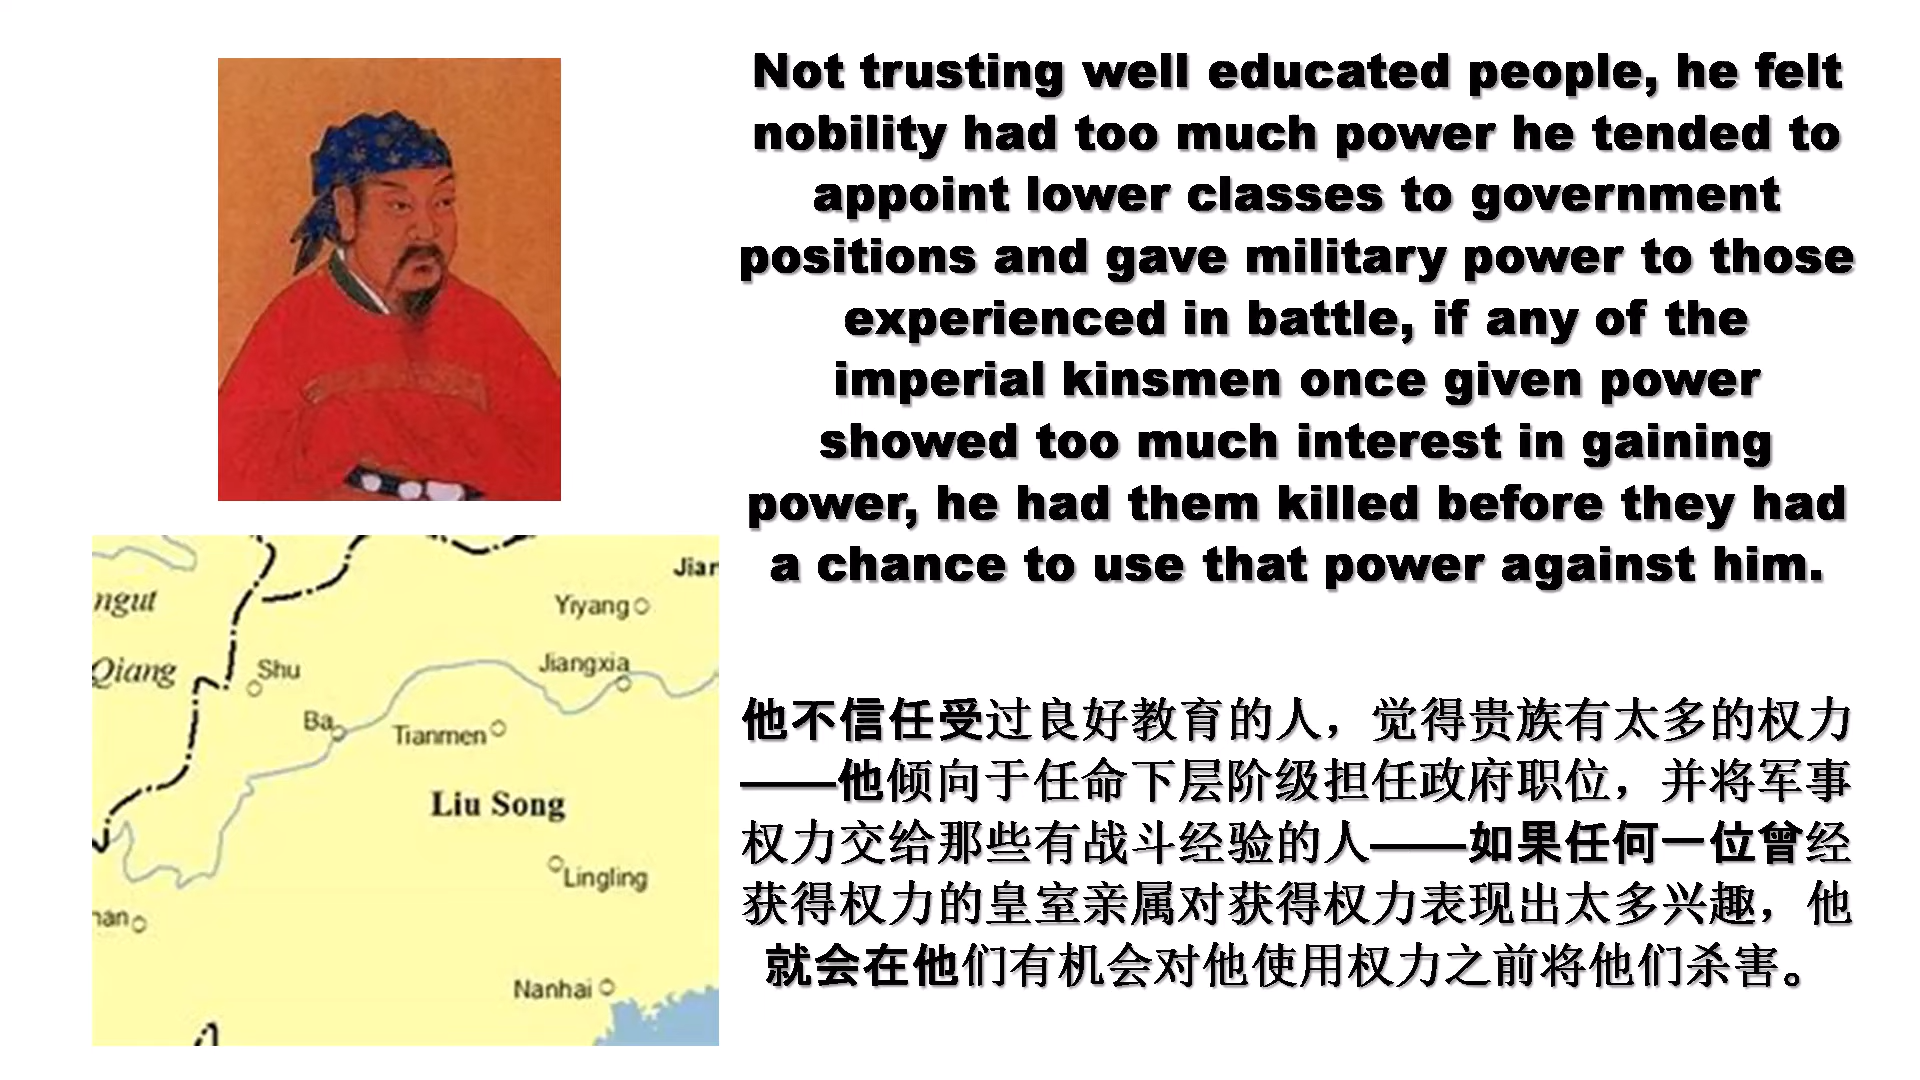 Not trusting well educated people, he felt
nobility had too much power he tended to
appoint lower classes to government
positions and gave military power to those
experienced in battle, if any of the
imperial kinsmen once given power
showed too much interest in gaining
power, he had them killed before they had
a chance to use that power against him.
他不信任受过良好教育的人，觉得贵族有太多的权力
——他倾向于任命下层阶级担任政府职位，并将军事
权力交给那些有战斗经验的人——如果任何一位曾经
获得权力的皇室亲属对获得权力表现出太多兴趣，他
就会在他们有机会对他使用权力之前将他们杀害。
Jian
ngut
Yiyang
Qiang
Shu
Jiangxia
Ba
Tianmen
Liu Song
Lingling
nan
Nanhai